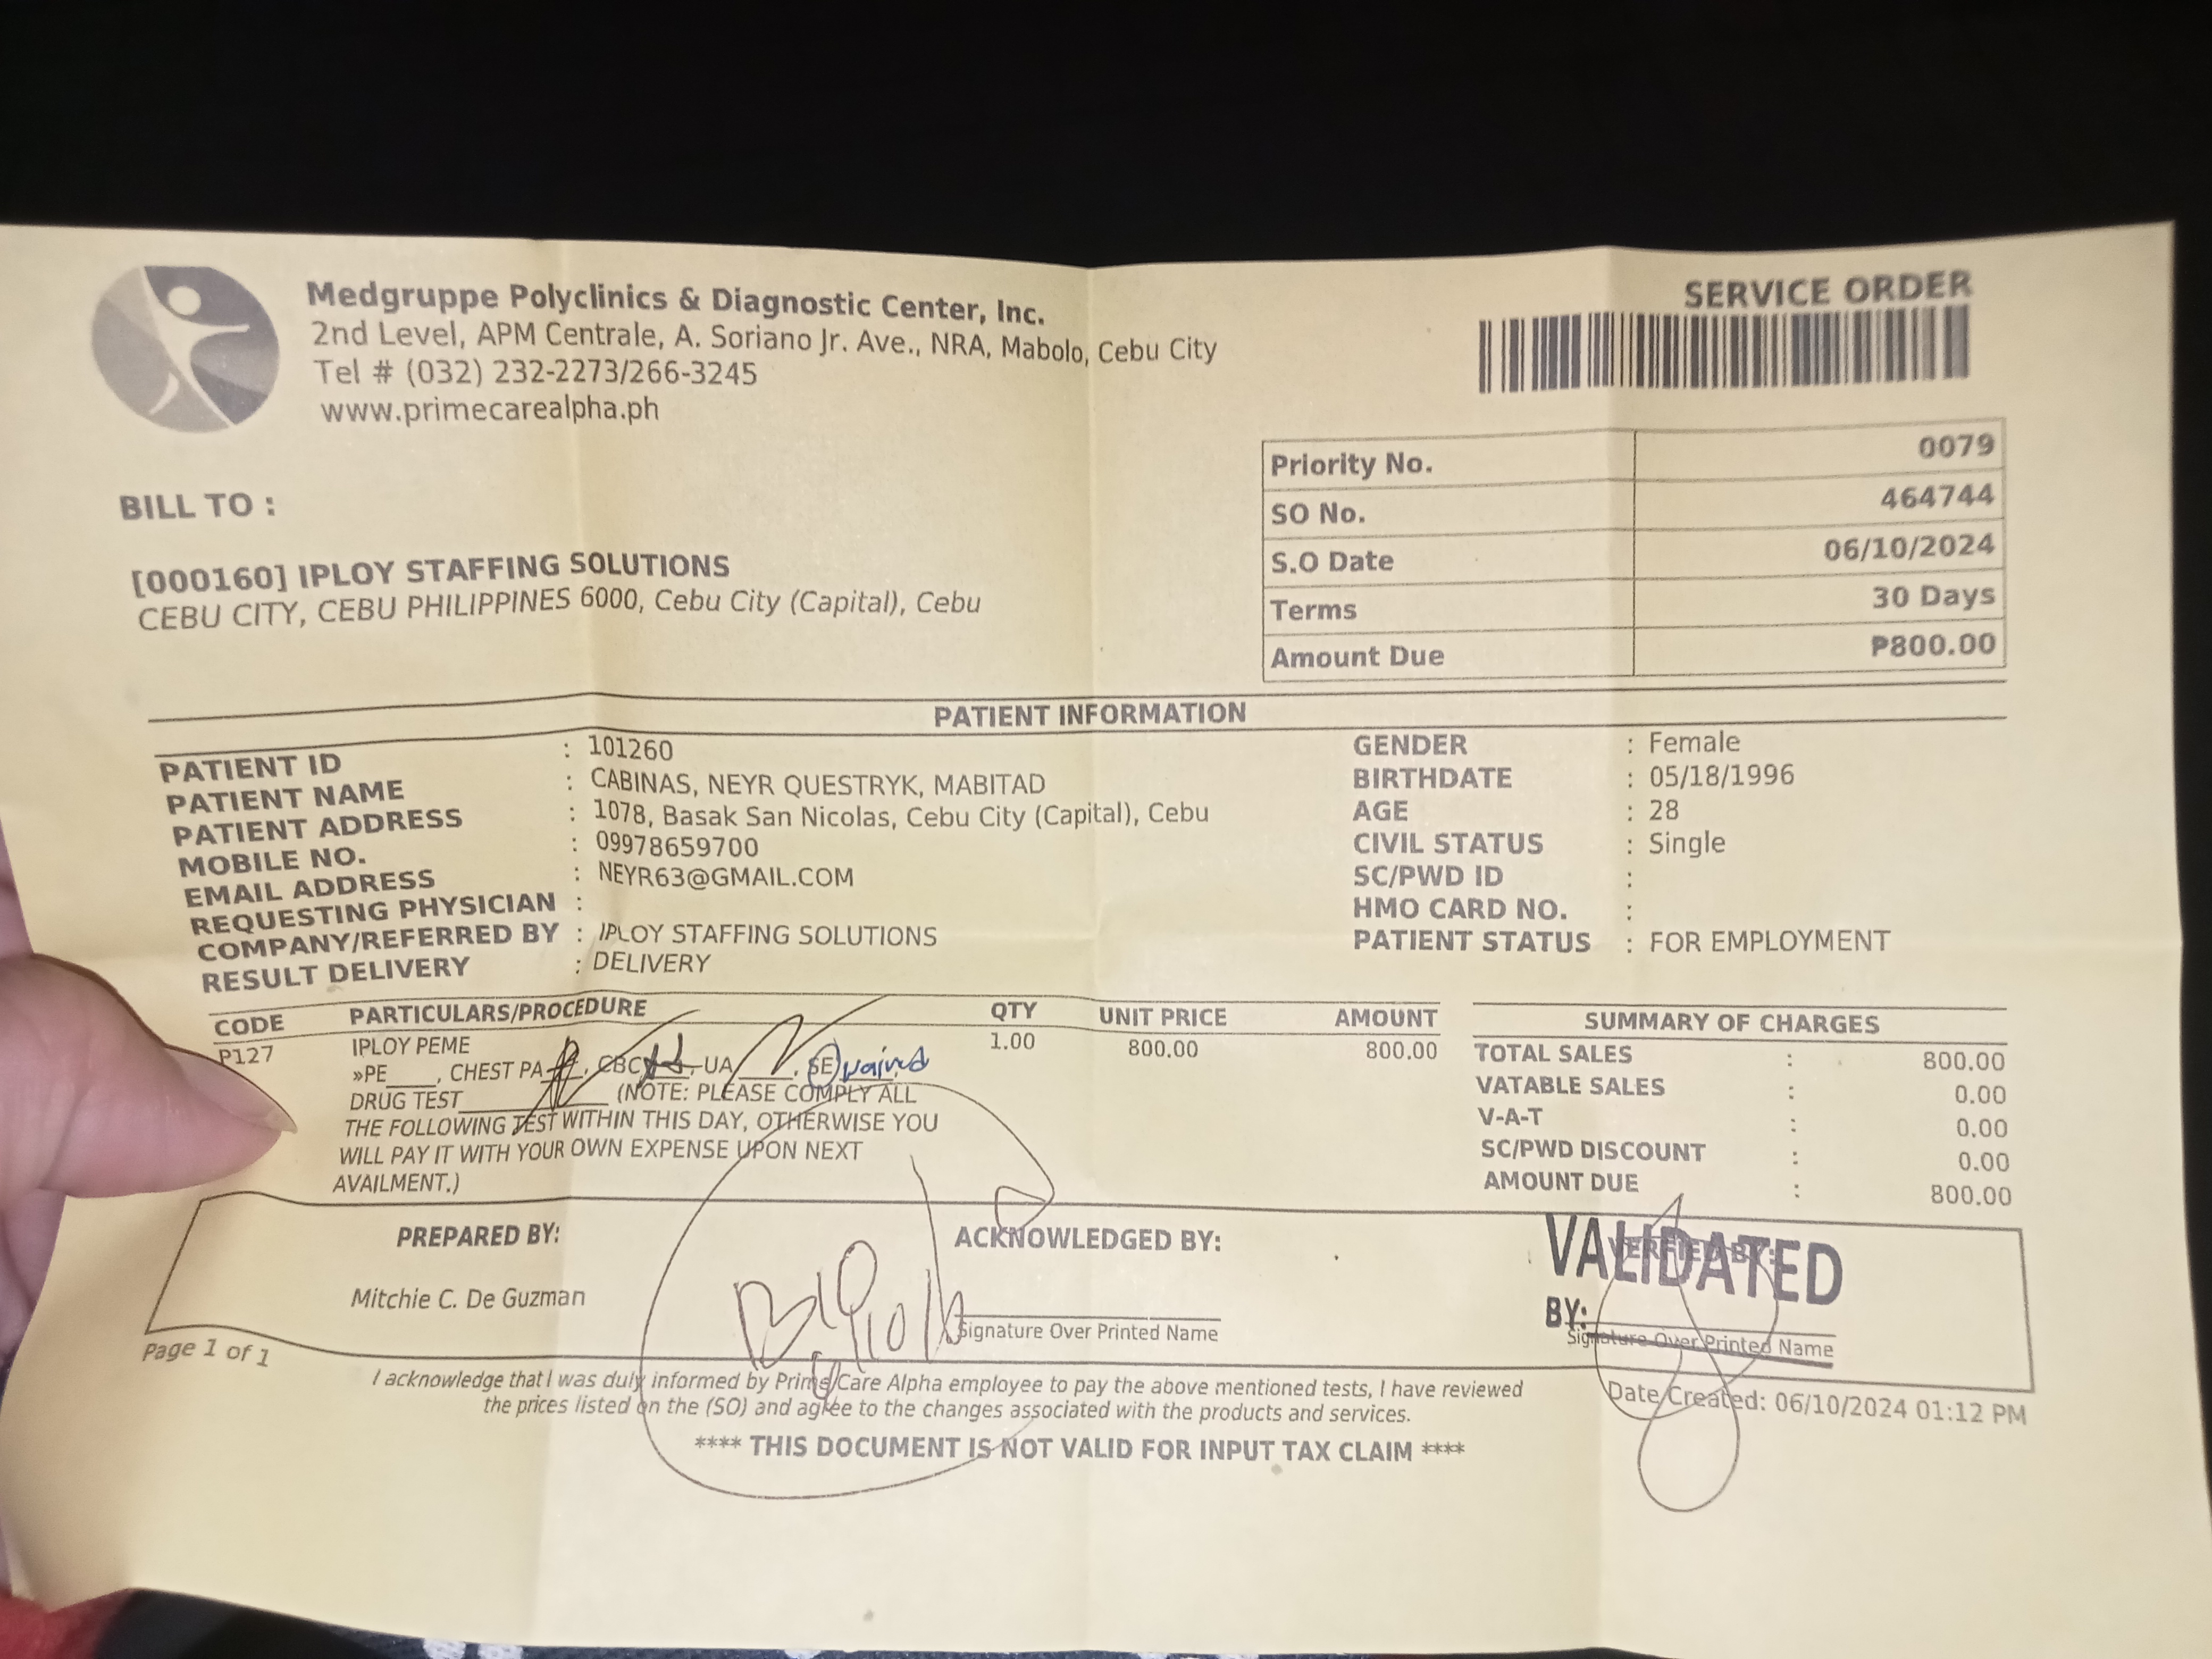 Medgruppe Polyclinics & Diagnostic Center, Inc.
2nd Level, APM Centrale, A. Soriano Jr. Ave., NRA, Mabolo, Cebu City
Tel # (032) 232-2273/266-3245
www.primecarealpha.ph
SERVICE ORDER
Priority No. 0079
SO No. 464744
S.O Date 06/10/2024
Terms 30 Days
Amount Due ₱800.00
BILL TO :
[000160] IPLOY STAFFING SOLUTIONS
CEBU CITY, CEBU PHILIPPINES 6000, Cebu City (Capital), Cebu
PATIENT INFORMATION
PATIENT ID : 101260
PATIENT NAME : CABINAS, NEYR QUESTRYK, MABITAD
PATIENT ADDRESS : 1078, Basak San Nicolas, Cebu City (Capital), Cebu
MOBILE NO. : 09978659700
EMAIL ADDRESS : NEYR63@GMAIL.COM
REQUESTING PHYSICIAN :
COMPANY/REFERRED BY : IPLOY STAFFING SOLUTIONS
RESULT DELIVERY : DELIVERY
GENDER : Female
BIRTHDATE : 05/18/1996
AGE : 28
CIVIL STATUS : Single
SC/PWD ID :
HMO CARD NO. :
PATIENT STATUS : FOR EMPLOYMENT
CODE PARTICULARS/PROCEDURE QTY UNIT PRICE AMOUNT
P127 IPLOY PEME 1.00 800.00 800.00
»PE____, CHEST PA____, CBC____, UA____, SE waived
DRUG TEST____________ (NOTE: PLEASE COMPLY ALL
THE FOLLOWING TEST WITHIN THIS DAY, OTHERWISE YOU
WILL PAY IT WITH YOUR OWN EXPENSE UPON NEXT
AVAILMENT.)
SUMMARY OF CHARGES
TOTAL SALES : 800.00
VATABLE SALES : 0.00
V-A-T : 0.00
SC/PWD DISCOUNT : 0.00
AMOUNT DUE : 800.00
PREPARED BY:
Mitchie C. De Guzman
ACKNOWLEDGED BY:
Signature Over Printed Name
VERIFIED BY:
VALIDATED
BY:
Signature Over Printed Name
Page 1 of 1
Date Created: 06/10/2024 01:12 PM
I acknowledge that I was duly informed by Prime Care Alpha employee to pay the above mentioned tests, I have reviewed
the prices listed on the (SO) and agree to the changes associated with the products and services.
**** THIS DOCUMENT IS NOT VALID FOR INPUT TAX CLAIM ****